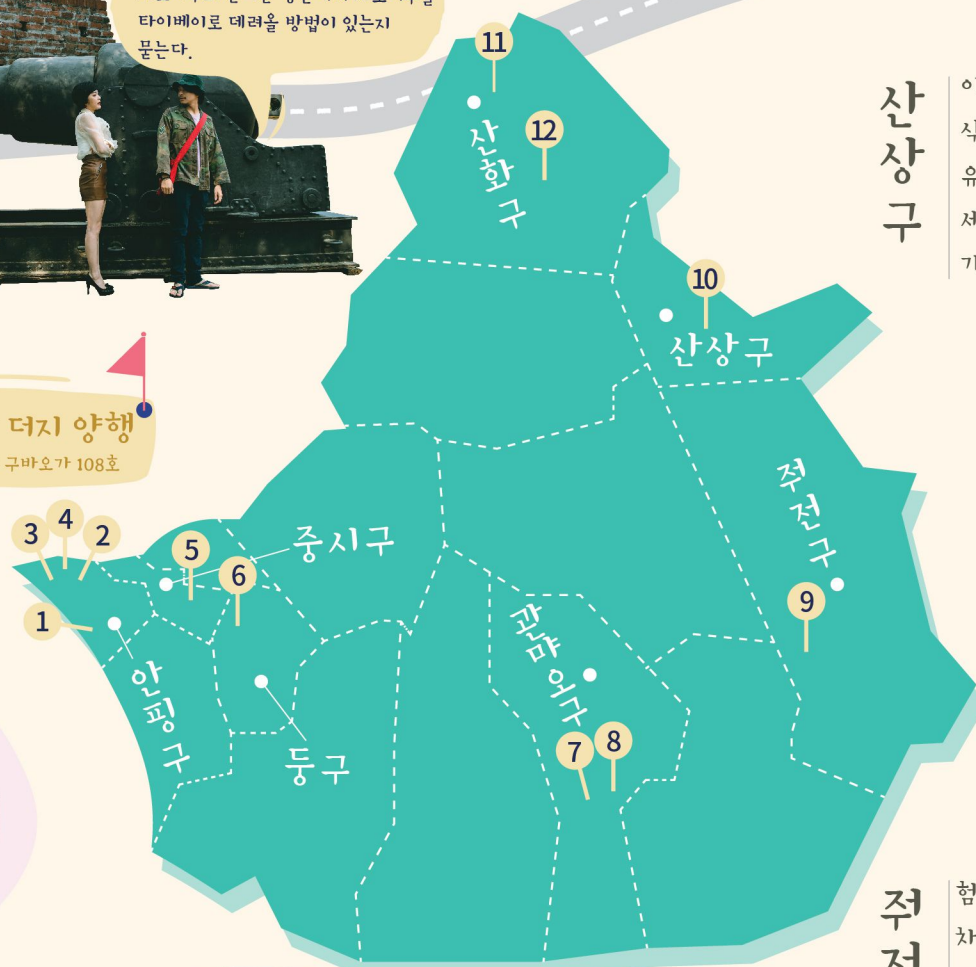 타이베이로 데려올 방법이 있는지
묻는다.
11
12
산화구
10
산상구
산상구
더지 양행
구바오가 108호
3
4
2
5
중시구
6
1
안핑구
둥구
관먀오구
7
8
쥐전구
9
쥐전